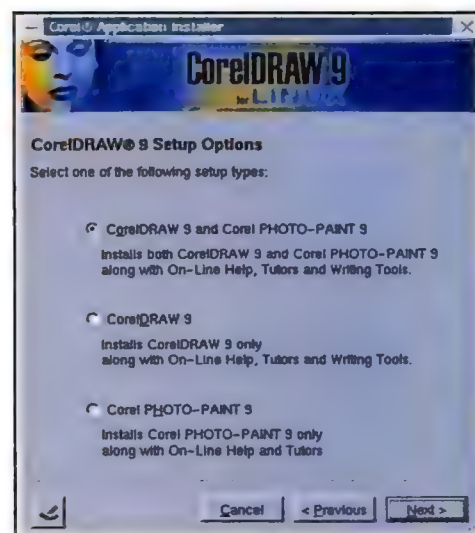 Corel® Application Installer
CorelDRAW 9
for LINUX
CorelDRAW® 9 Setup Options
Select one of the following setup types:
CorelDRAW 9 and Corel PHOTO-PAINT 9
Installs both CorelDRAW 9 and Corel PHOTO-PAINT 9
along with On-Line Help, Tutors and Writing Tools.
CorelDRAW 9
Installs CorelDRAW 9 only
along with On-Line Help, Tutors and Writing Tools.
Corel PHOTO-PAINT 9
Installs Corel PHOTO-PAINT 9 only
along with On-Line Help and Tutors
Cancel
< Previous
Next >